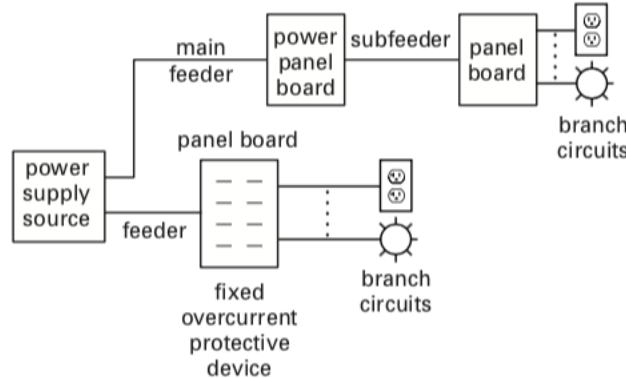 main
feeder
power
panel
board
subfeeder
panel
board
branch
circuits
power
supply
source
feeder
panel board
fixed
overcurrent
protective
device
branch
circuits